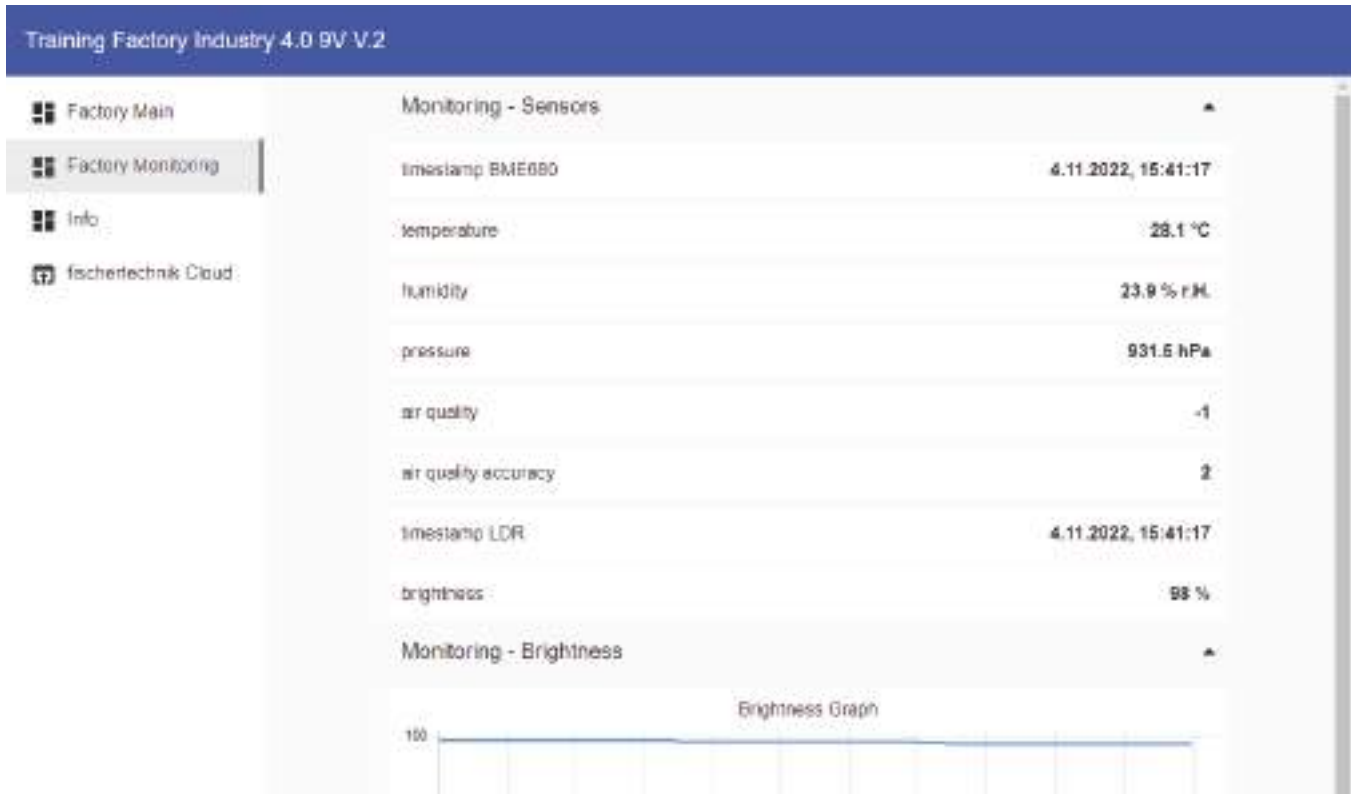 Training Factory Industry 4.0 9V V.2
Factory Main
Factory Monitoring
Info
fischertechnik Cloud
Monitoring - Sensors
timestamp BME680 4.11.2022, 15:41:17
temperature 28.1 °C
humidity 23.9 % r.H.
pressure 931.5 hPa
air quality -1
air quality accuracy 2
timestamp LDR 4.11.2022, 15:41:17
brightness 98 %
Monitoring - Brightness
Brightness Graph
100